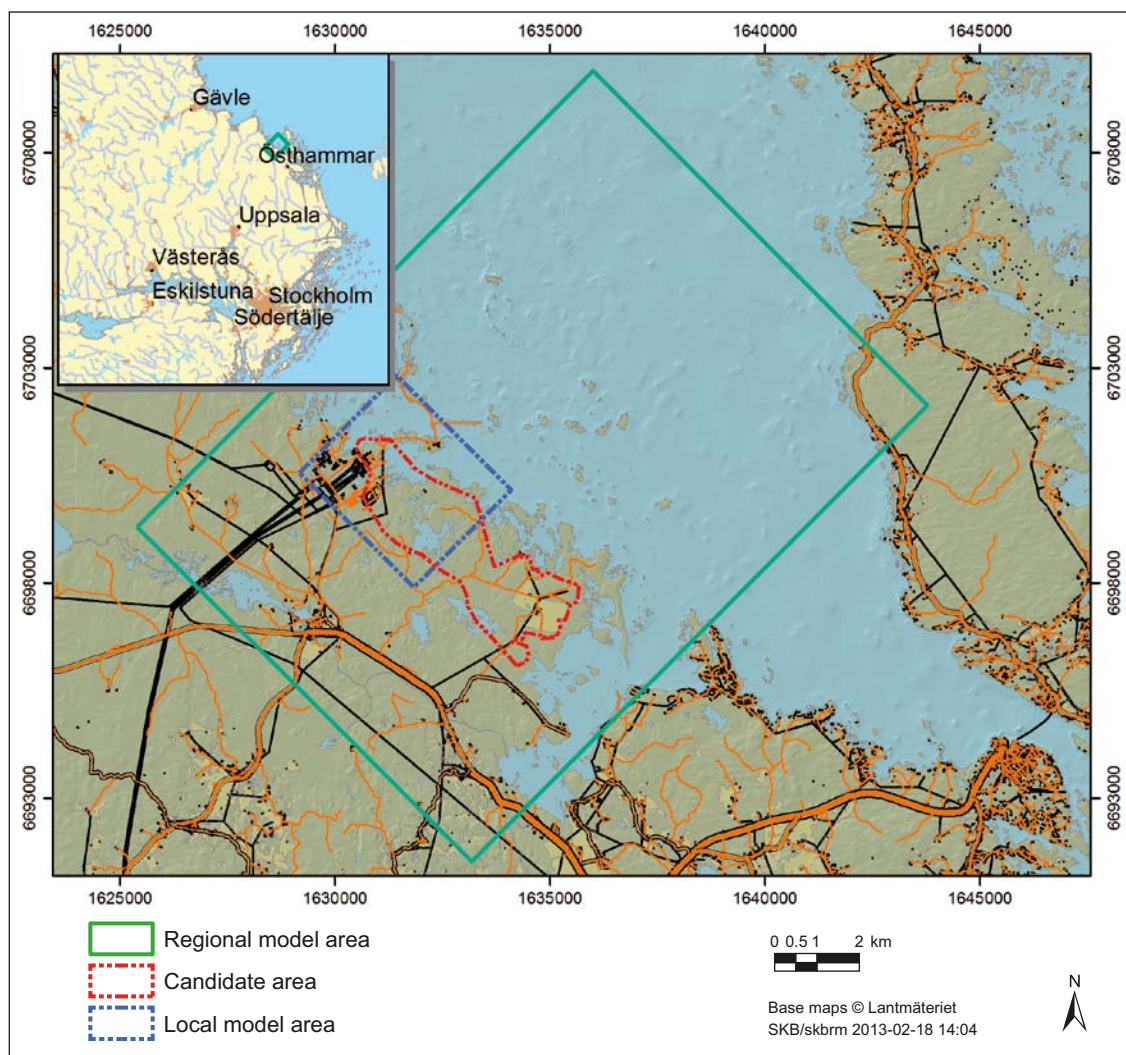 1625000 1630000 1635000 1640000 1645000
6708000
6703000
6698000
6693000
Gävle
Östhammar
Uppsala
Västerås
Eskilstuna
Stockholm
Södertälje
6708000
6703000
6698000
6693000
1625000 1630000 1635000 1640000 1645000
Regional model area
Candidate area
Local model area
0 0.5 1 2 km
Base maps © Lantmäteriet
SKB/skbrm 2013-02-18 14:04
N